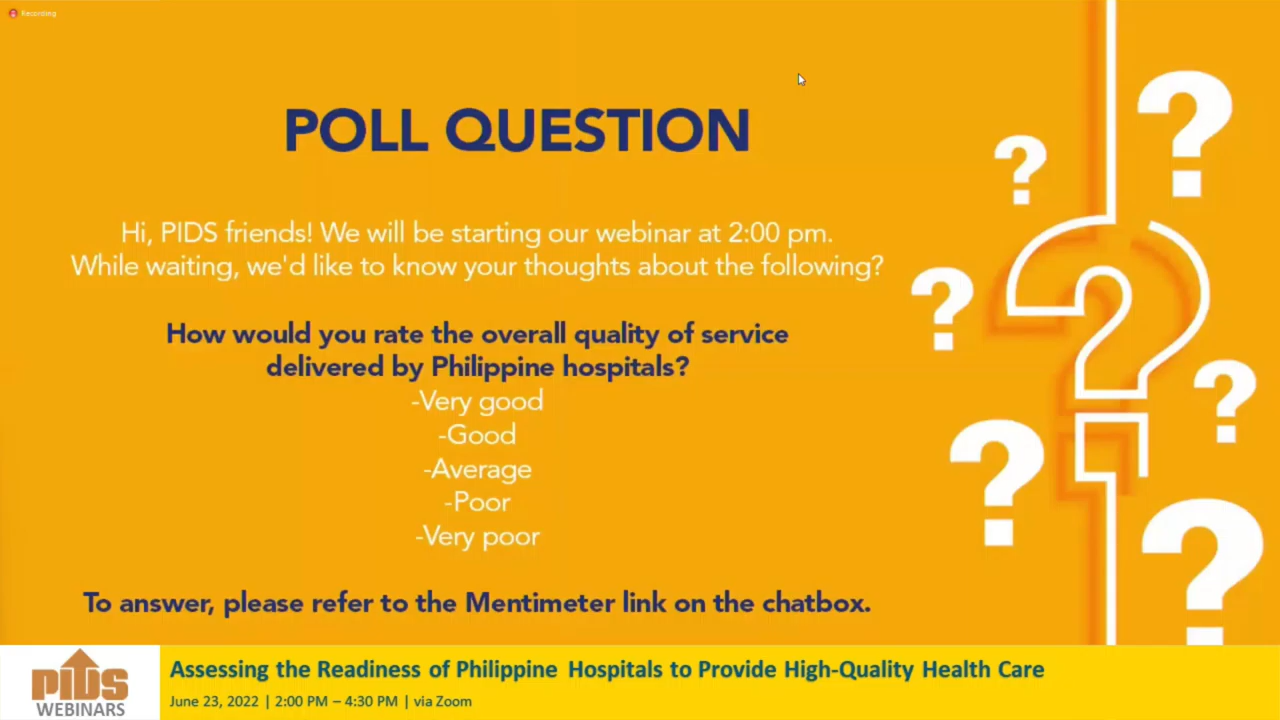 Recording
POLL QUESTION
Hi, PIDS friends! We will be starting our webinar at 2:00 pm.
While waiting, we'd like to know your thoughts about the following?
How would you rate the overall quality of service
delivered by Philippine hospitals?
-Very good
-Good
-Average
-Poor
-Very poor
To answer, please refer to the Mentimeter link on the chatbox.
? ? ? ? ? ? ?
PIDS
WEBINARS
Assessing the Readiness of Philippine Hospitals to Provide High-Quality Health Care
June 23, 2022 | 2:00 PM – 4:30 PM | via Zoom